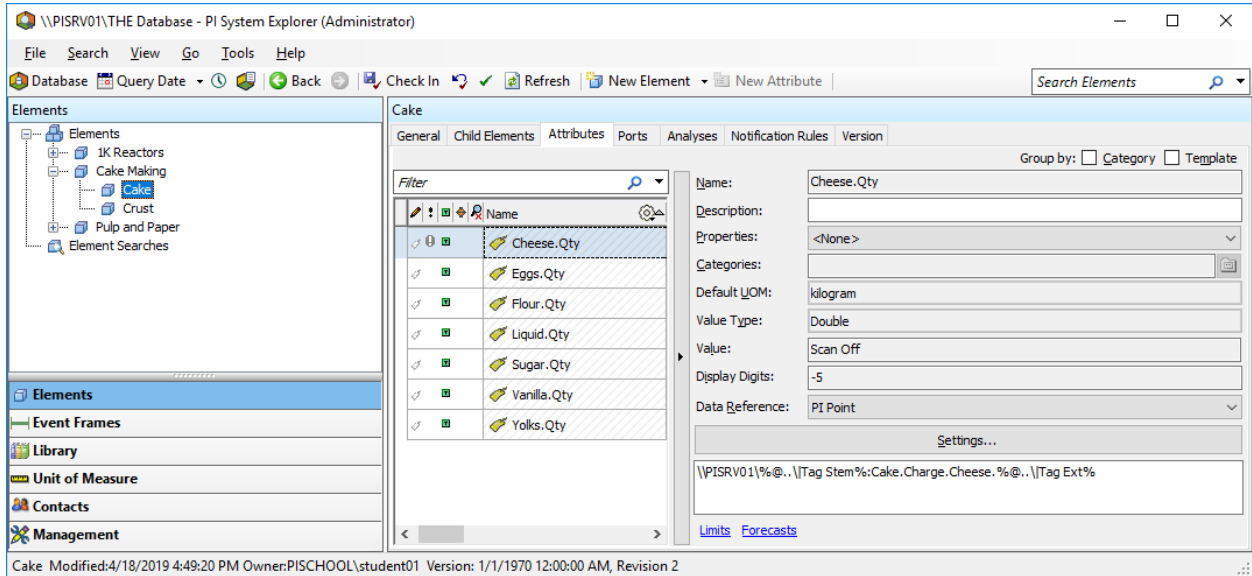 \\PISRV01\THE Database - PI System Explorer (Administrator)
File Search View Go Tools Help
Database Query Date Back Check In Refresh New Element New Attribute Search Elements
Elements
Elements
1K Reactors
Cake Making
Cake
Crust
Pulp and Paper
Element Searches
Elements
Event Frames
Library
Unit of Measure
Contacts
Management
Cake
General Child Elements Attributes Ports Analyses Notification Rules Version
Group by: Category Template
Filter
Name
Cheese.Qty
Eggs.Qty
Flour.Qty
Liquid.Qty
Sugar.Qty
Vanilla.Qty
Yolks.Qty
Name: Cheese.Qty
Description:
Properties: <None>
Categories:
Default UOM: kilogram
Value Type: Double
Value: Scan Off
Display Digits: -5
Data Reference: PI Point
Settings...
\\PISRV01\%@..\|Tag Stem%:Cake.Charge.Cheese.%@..\|Tag Ext%
Limits Forecasts
Cake Modified:4/18/2019 4:49:20 PM Owner:PISCHOOL\student01 Version: 1/1/1970 12:00:00 AM, Revision 2